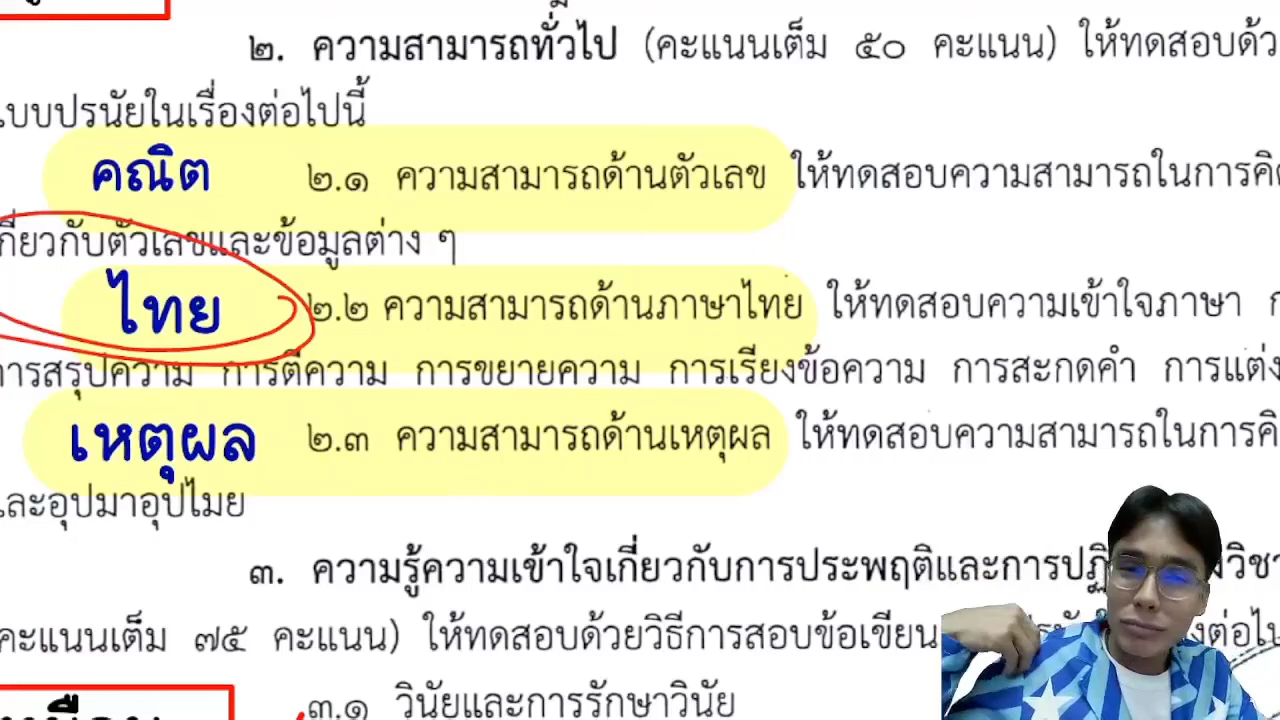 ๒. ความสามารถทั่วไป (คะแนนเต็ม ๕๐ คะแนน) ให้ทดสอบด้ว
แบบปรนัยในเรื่องต่อไปนี้
คณิต ๒.๑ ความสามารถด้านตัวเลข ให้ทดสอบความสามารถในการคิด
กี่ยวกับตัวเลขและข้อมูลต่าง ๆ
ไทย ๒.๒ ความสามารถด้านภาษาไทย ให้ทดสอบความเข้าใจภาษา
การสรุปความ การตีความ การขยายความ การเรียงข้อความ การสะกดคำ การแต่ง
เหตุผล ๒.๓ ความสามารถด้านเหตุผล ให้ทดสอบความสามารถในการคิ
และอุปมาอุปไมย
๓. ความรู้ความเข้าใจเกี่ยวกับการประพฤติและการปฏิ งวิชา
คะแนนเต็ม ๗๕ คะแนน) ให้ทดสอบด้วยวิธีการสอบข้อเขียน
๓.๑ วินัยและการรักษาวินัย